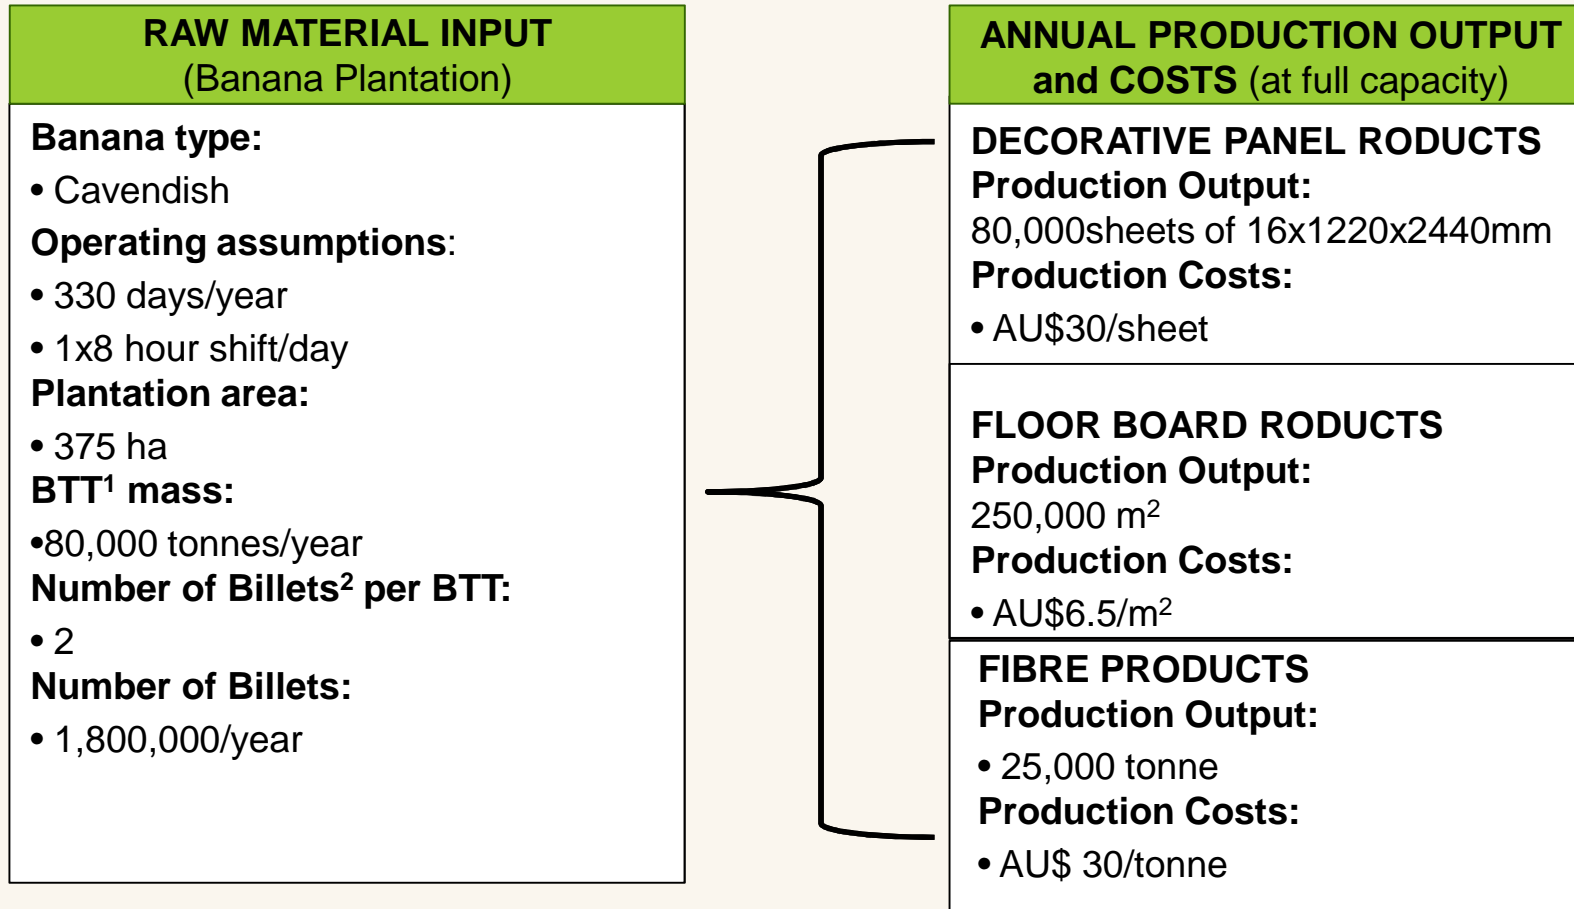 RAW MATERIAL INPUT
(Banana Plantation)
Banana type:
• Cavendish
Operating assumptions:
• 330 days/year
• 1x8 hour shift/day
Plantation area:
• 375 ha
BTT¹ mass:
•80,000 tonnes/year
Number of Billets² per BTT:
• 2
Number of Billets:
• 1,800,000/year
ANNUAL PRODUCTION OUTPUT
and COSTS (at full capacity)
DECORATIVE PANEL RODUCTS
Production Output:
80,000sheets of 16x1220x2440mm
Production Costs:
• AU$30/sheet
FLOOR BOARD RODUCTS
Production Output:
250,000 m²
Production Costs:
• AU$6.5/m²
FIBRE PRODUCTS
Production Output:
• 25,000 tonne
Production Costs:
• AU$ 30/tonne